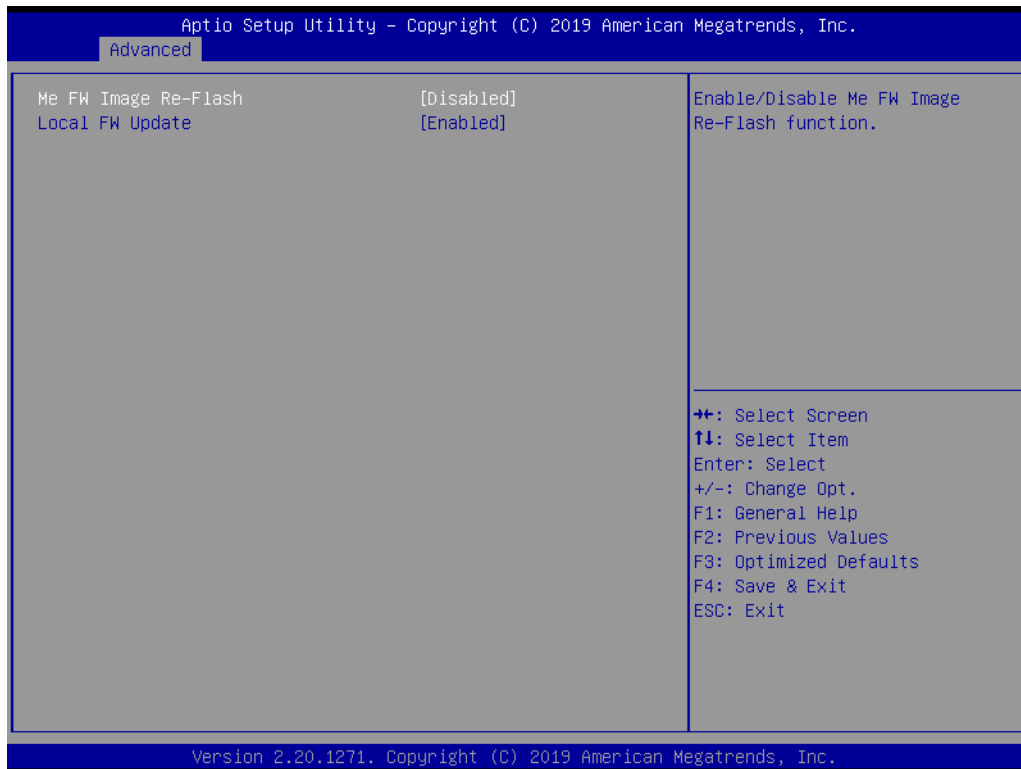 Aptio Setup Utility – Copyright (C) 2019 American Megatrends, Inc.
Advanced
Me FW Image Re-Flash [Disabled]
Local FW Update [Enabled]
Enable/Disable Me FW Image
Re-Flash function.
→←: Select Screen
↑↓: Select Item
Enter: Select
+/-: Change Opt.
F1: General Help
F2: Previous Values
F3: Optimized Defaults
F4: Save & Exit
ESC: Exit
Version 2.20.1271. Copyright (C) 2019 American Megatrends, Inc.